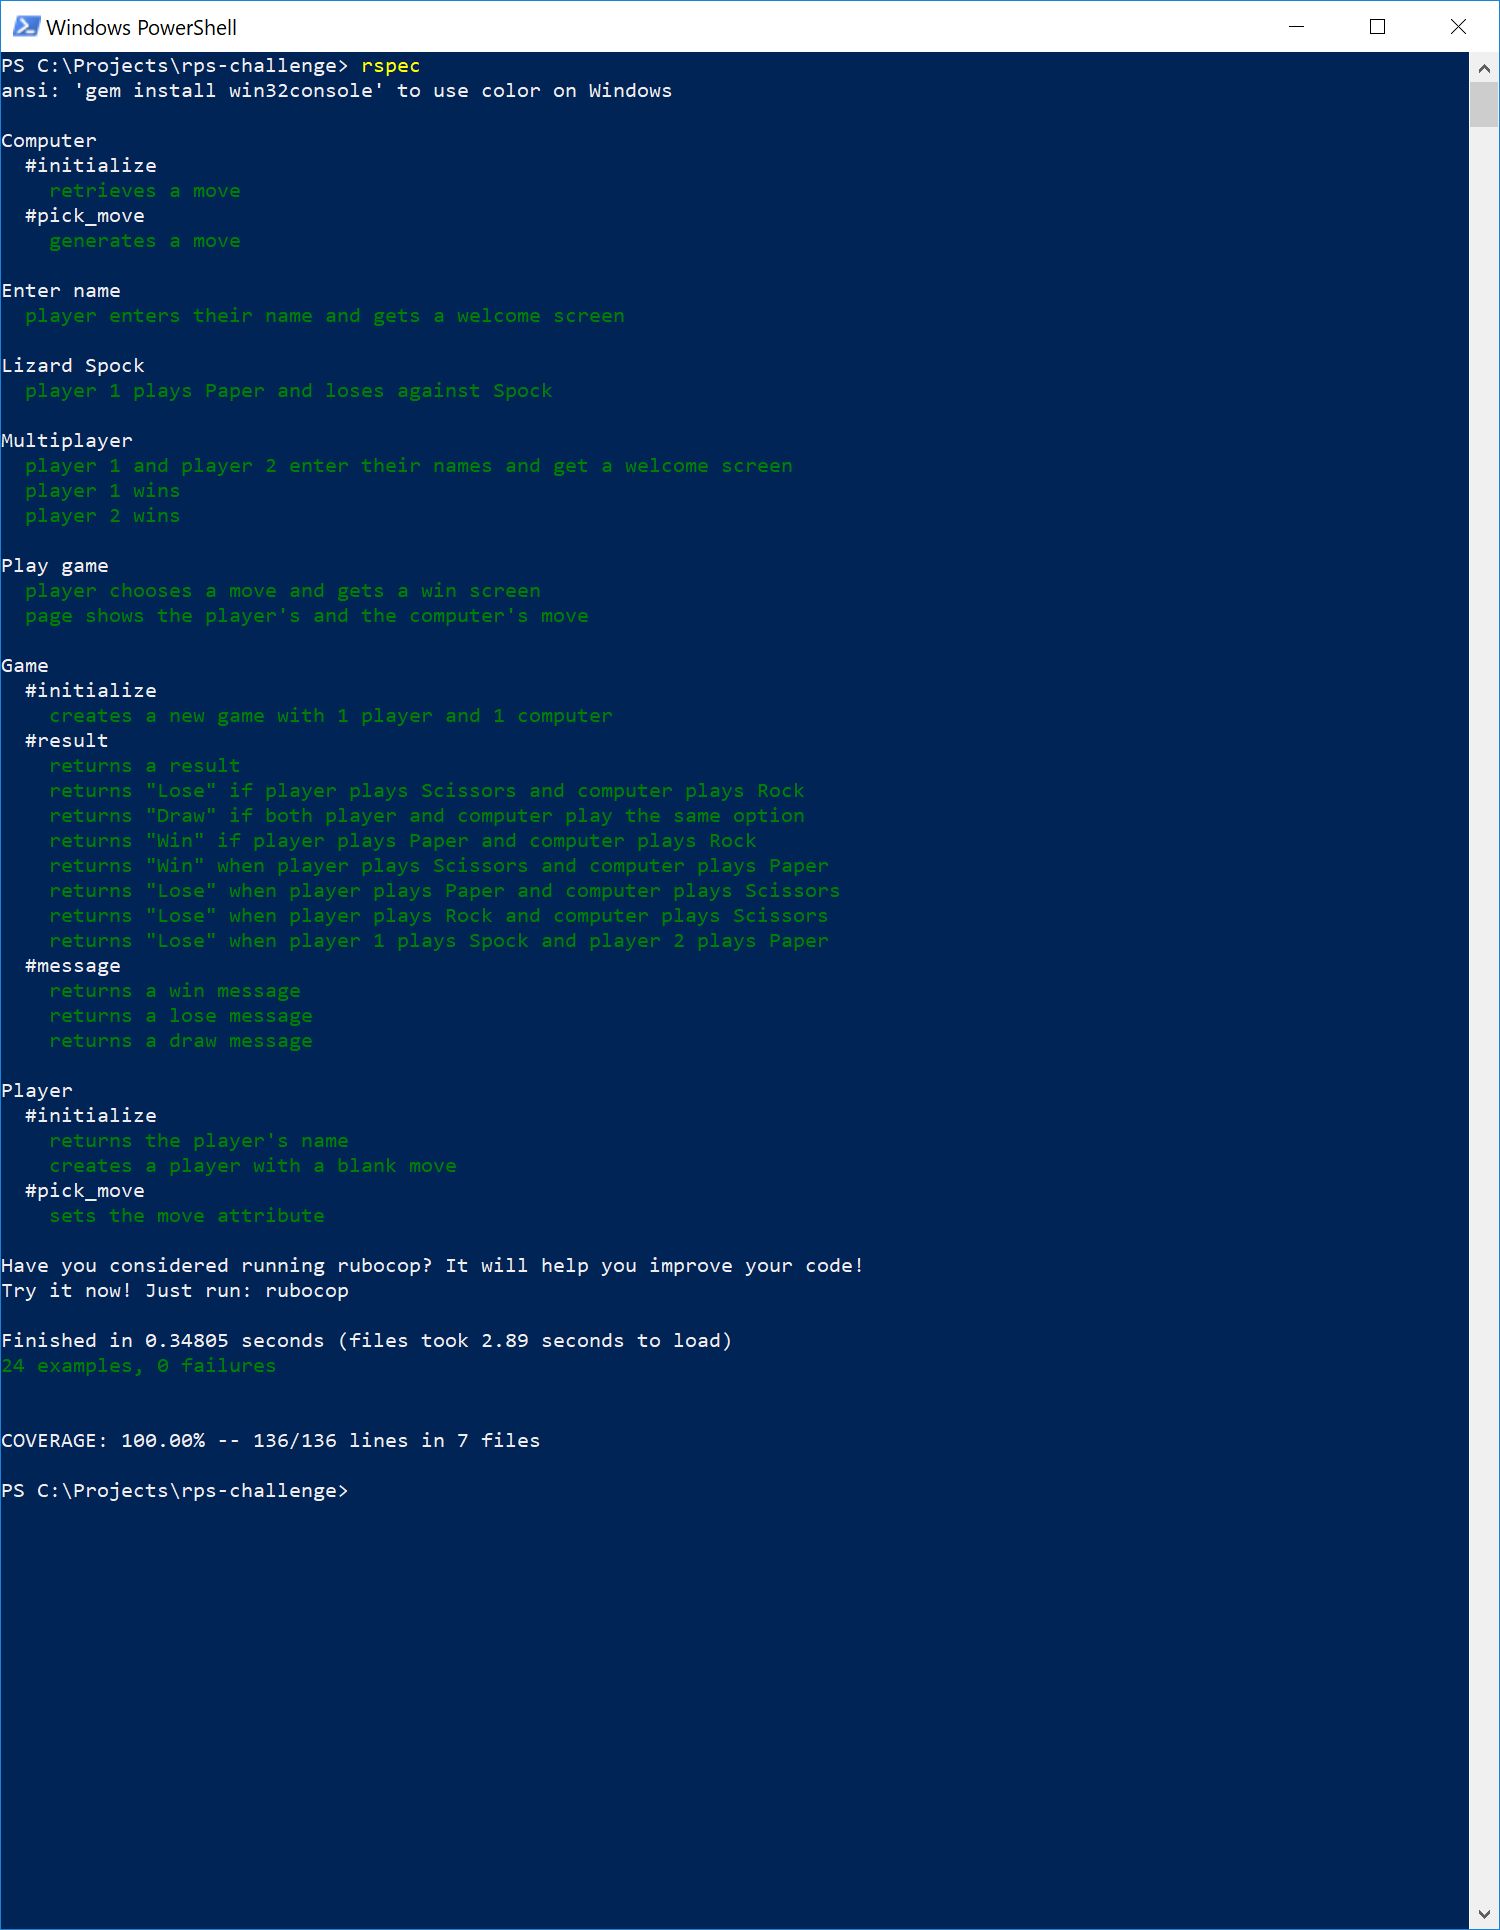 Windows PowerShell
PS C:\Projects\rps-challenge> rspec
ansi: 'gem install win32console' to use color on Windows
Computer
#initialize
retrieves a move
#pick_move
generates a move
Enter name
player enters their name and gets a welcome screen
Lizard Spock
player 1 plays Paper and loses against Spock
Multiplayer
player 1 and player 2 enter their names and get a welcome screen
player 1 wins
player 2 wins
Play game
player chooses a move and gets a win screen
page shows the player's and the computer's move
Game
#initialize
creates a new game with 1 player and 1 computer
#result
returns a result
returns "Lose" if player plays Scissors and computer plays Rock
returns "Draw" if both player and computer play the same option
returns "Win" if player plays Paper and computer plays Rock
returns "Win" when player plays Scissors and computer plays Paper
returns "Lose" when player plays Paper and computer plays Scissors
returns "Lose" when player plays Rock and computer plays Scissors
returns "Lose" when player 1 plays Spock and player 2 plays Paper
#message
returns a win message
returns a lose message
returns a draw message
Player
#initialize
returns the player's name
creates a player with a blank move
#pick_move
sets the move attribute
Have you considered running rubocop? It will help you improve your code!
Try it now! Just run: rubocop
Finished in 0.34805 seconds (files took 2.89 seconds to load)
24 examples, 0 failures
COVERAGE: 100.00% -- 136/136 lines in 7 files
PS C:\Projects\rps-challenge>